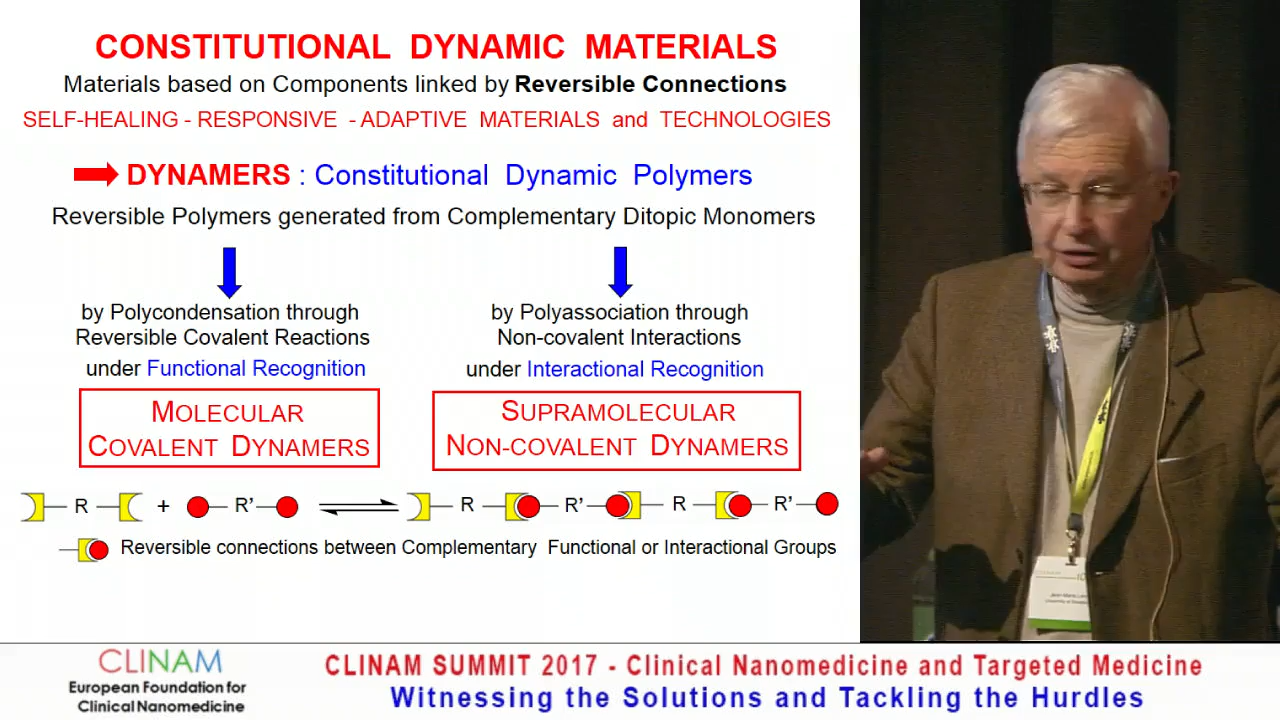 CONSTITUTIONAL DYNAMIC MATERIALS
Materials based on Components linked by Reversible Connections
SELF-HEALING - RESPONSIVE - ADAPTIVE MATERIALS and TECHNOLOGIES
DYNAMERS : Constitutional Dynamic Polymers
Reversible Polymers generated from Complementary Ditopic Monomers
by Polycondensation through
Reversible Covalent Reactions
under Functional Recognition
MOLECULAR
COVALENT DYNAMERS
by Polyassociation through
Non-covalent Interactions
under Interactional Recognition
SUPRAMOLECULAR
NON-COVALENT DYNAMERS
R + R' R R' R R'
Reversible connections between Complementary Functional or Interactional Groups
CLINAM
European Foundation for
Clinical Nanomedicine
CLINAM SUMMIT 2017 - Clinical Nanomedicine and Targeted Medicine
Witnessing the Solutions and Tackling the Hurdles